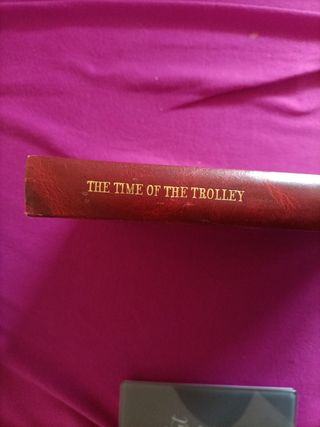 THE TIME OF THE TROLLEY